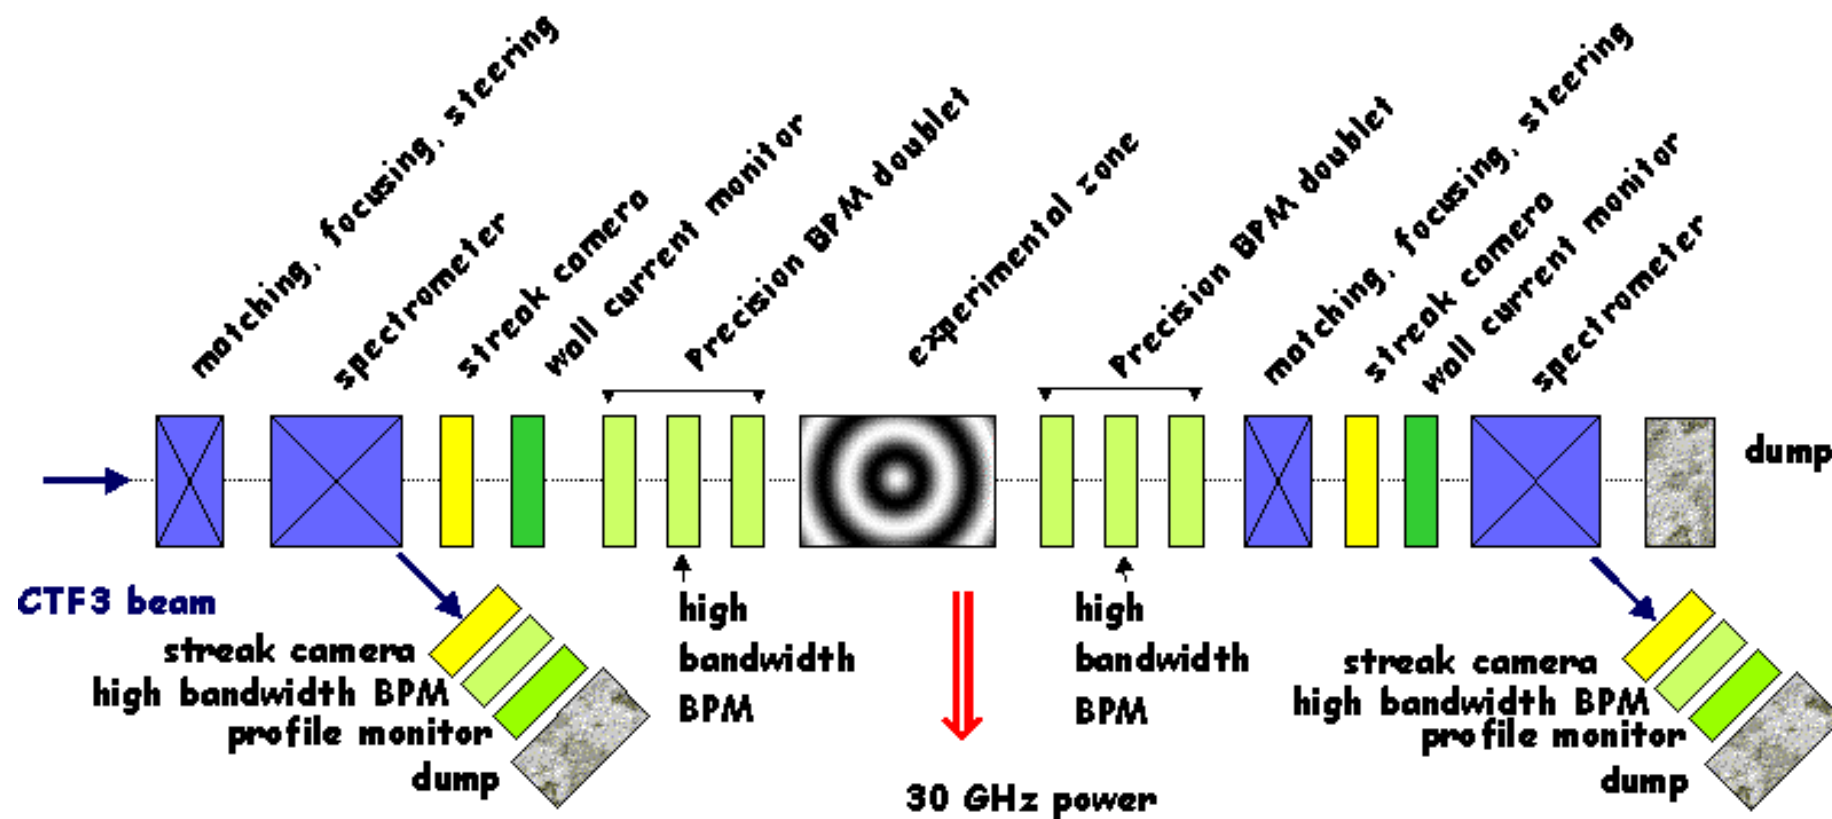 matching, focusing, steering
spectrometer
streak camera
wall current monitor
Precision BPM doublet
experimental zone
Precision BPM doublet
matching, focusing, steering
streak camera
wall current monitor
spectrometer
dump
CTF3 beam
streak camera
high bandwidth BPM
profile monitor
dump
high
bandwidth
BPM
30 GHz power
high
bandwidth
BPM
streak camera
high bandwidth BPM
profile monitor
dump